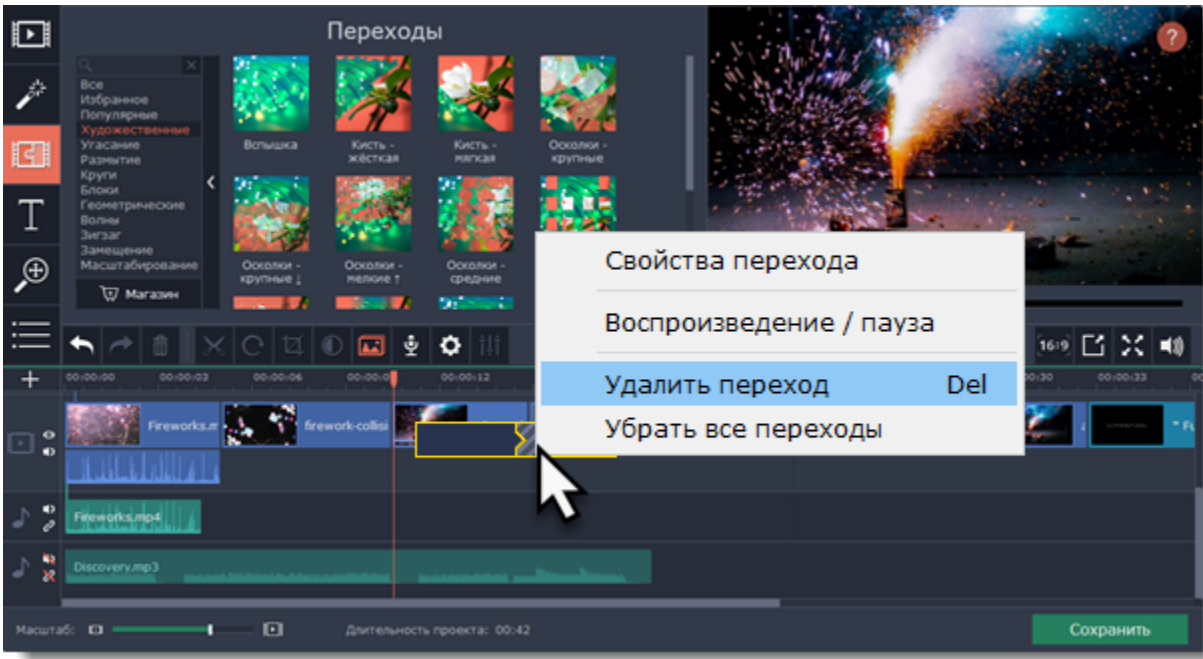 Переходы
?
Все
Избранное
Популярные
Художественные
Угасание
Размытие
Круги
Блоки
Геометрические
Волны
Зигзаг
Замещение
Масштабирование
Магазин
Вспышка
Кисть -
жёсткая
Кисть -
мягкая
Осколки -
крупные
Осколки -
крупные ↓
Осколки -
мелкие ↑
Осколки -
средние
Свойства перехода
Воспроизведение / пауза
Удалить переход Del
Убрать все переходы
T
16:9
00:00:00 00:00:03 00:00:06 00:00:0 00:00:12 0:30 00:00:33 00
Fireworks.m firework-collisi
Fireworks.mp4
Discovery.mp3
Масштаб: Длительность проекта: 00:42 Сохранить